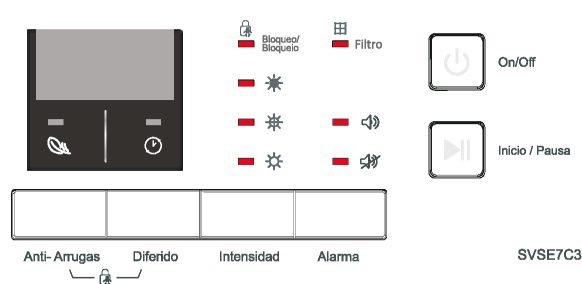 Bloqueo/
Bloqueio
Filtro
On/Off
Inicio / Pausa
Anti- Arrugas
Diferido
Intensidad
Alarma
SVSE7C3